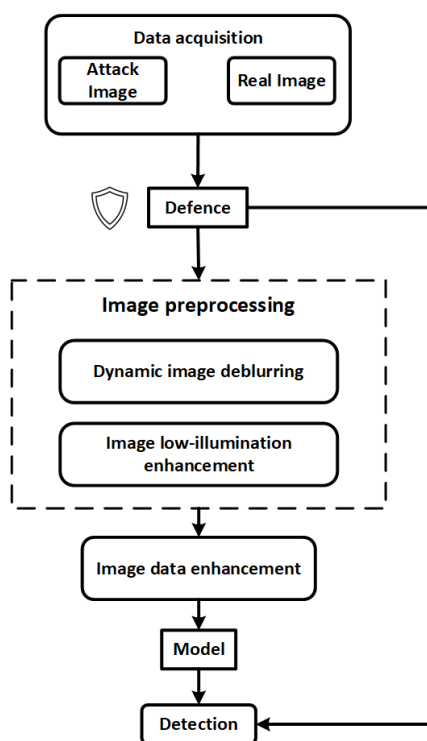 Data acquisition
Attack
Image
Real Image
Defence
Image preprocessing
Dynamic image deblurring
Image low-illumination
enhancement
Image data enhancement
Model
Detection